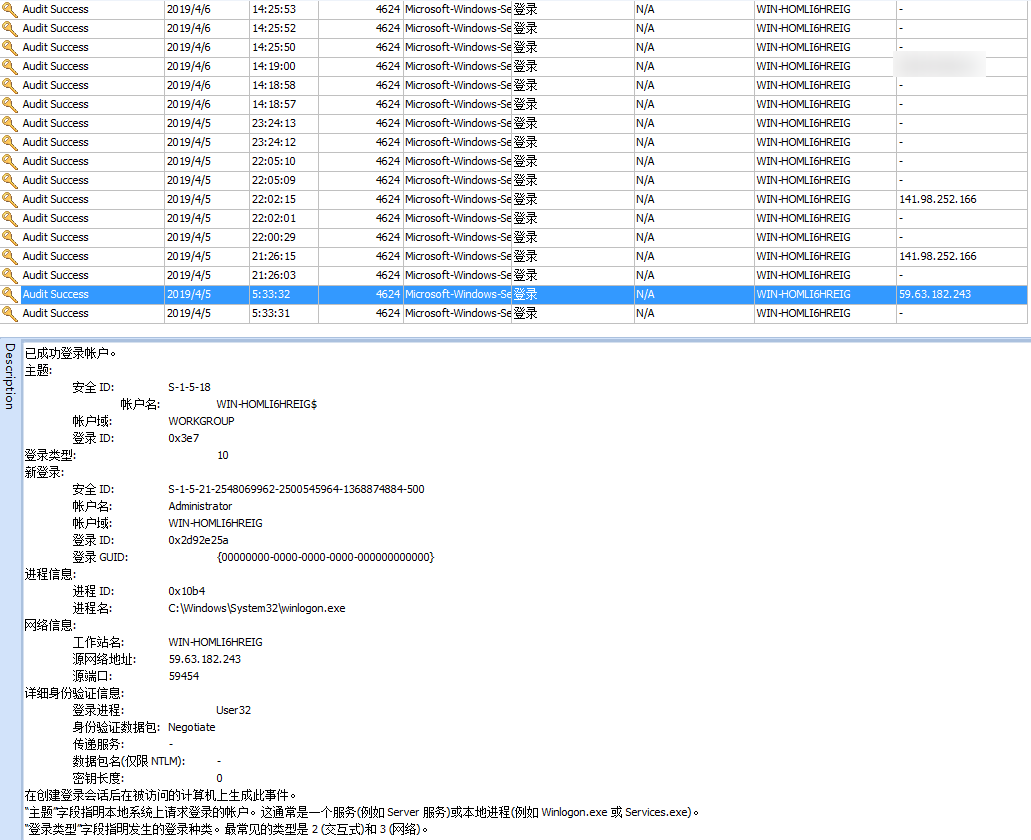 Audit Success 2019/4/6 14:25:53 4624 Microsoft-Windows-Se 登录 N/A WIN-HOMLI6HREIG -
Audit Success 2019/4/6 14:25:52 4624 Microsoft-Windows-Se 登录 N/A WIN-HOMLI6HREIG -
Audit Success 2019/4/6 14:25:50 4624 Microsoft-Windows-Se 登录 N/A WIN-HOMLI6HREIG -
Audit Success 2019/4/6 14:19:00 4624 Microsoft-Windows-Se 登录 N/A WIN-HOMLI6HREIG
Audit Success 2019/4/6 14:18:58 4624 Microsoft-Windows-Se 登录 N/A WIN-HOMLI6HREIG -
Audit Success 2019/4/6 14:18:57 4624 Microsoft-Windows-Se 登录 N/A WIN-HOMLI6HREIG -
Audit Success 2019/4/5 23:24:13 4624 Microsoft-Windows-Se 登录 N/A WIN-HOMLI6HREIG -
Audit Success 2019/4/5 23:24:12 4624 Microsoft-Windows-Se 登录 N/A WIN-HOMLI6HREIG -
Audit Success 2019/4/5 22:05:10 4624 Microsoft-Windows-Se 登录 N/A WIN-HOMLI6HREIG -
Audit Success 2019/4/5 22:05:09 4624 Microsoft-Windows-Se 登录 N/A WIN-HOMLI6HREIG -
Audit Success 2019/4/5 22:02:15 4624 Microsoft-Windows-Se 登录 N/A WIN-HOMLI6HREIG 141.98.252.166
Audit Success 2019/4/5 22:02:01 4624 Microsoft-Windows-Se 登录 N/A WIN-HOMLI6HREIG -
Audit Success 2019/4/5 22:00:29 4624 Microsoft-Windows-Se 登录 N/A WIN-HOMLI6HREIG -
Audit Success 2019/4/5 21:26:15 4624 Microsoft-Windows-Se 登录 N/A WIN-HOMLI6HREIG 141.98.252.166
Audit Success 2019/4/5 21:26:03 4624 Microsoft-Windows-Se 登录 N/A WIN-HOMLI6HREIG -
Audit Success 2019/4/5 5:33:32 4624 Microsoft-Windows-Se 登录 N/A WIN-HOMLI6HREIG 59.63.182.243
Audit Success 2019/4/5 5:33:31 4624 Microsoft-Windows-Se 登录 N/A WIN-HOMLI6HREIG -
Description
已成功登录帐户。
主题:
安全 ID: S-1-5-18
帐户名: WIN-HOMLI6HREIG$
帐户域: WORKGROUP
登录 ID: 0x3e7
登录类型: 10
新登录:
安全 ID: S-1-5-21-2548069962-2500545964-1368874884-500
帐户名: Administrator
帐户域: WIN-HOMLI6HREIG
登录 ID: 0x2d92e25a
登录 GUID: {00000000-0000-0000-0000-000000000000}
进程信息:
进程 ID: 0x10b4
进程名: C:\Windows\System32\winlogon.exe
网络信息:
工作站名: WIN-HOMLI6HREIG
源网络地址: 59.63.182.243
源端口: 59454
详细身份验证信息:
登录进程: User32
身份验证数据包: Negotiate
传递服务: -
数据包名(仅限 NTLM): -
密钥长度: 0
在创建登录会话后在被访问的计算机上生成此事件。
“主题”字段指明本地系统上请求登录的帐户。这通常是一个服务(例如 Server 服务)或本地进程(例如 Winlogon.exe 或 Services.exe)。
“登录类型”字段指明发生的登录种类。最常见的类型是 2 (交互式)和 3 (网络)。